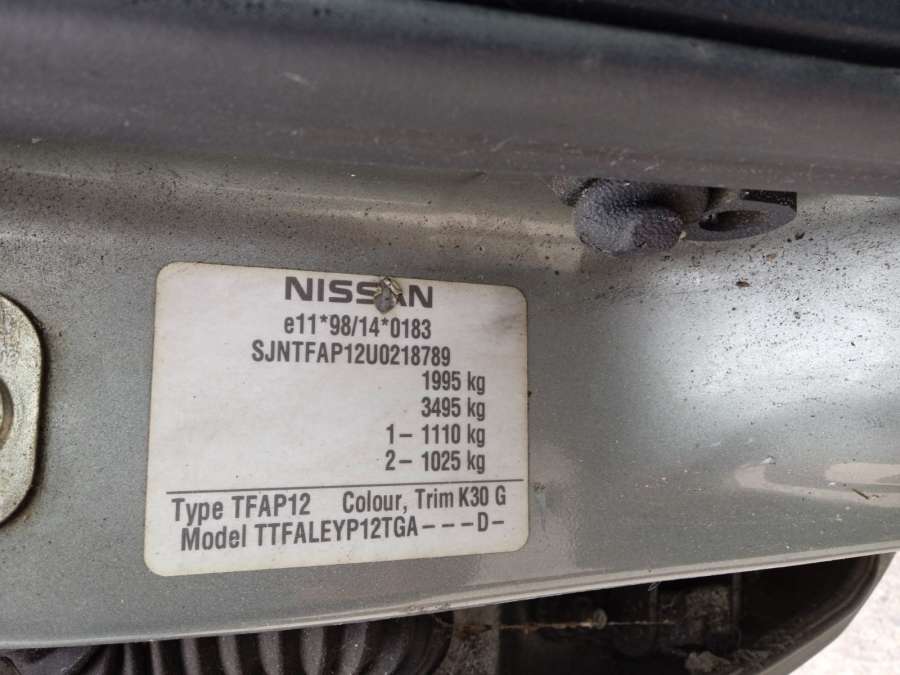 NISSAN
e11*98/14*0183
SJNTFAP12U0218789
1995 kg
3495 kg
1– 1110 kg
2– 1025 kg
Type TFAP12 Colour, Trim K30 G
Model TTFALEYP12TGA – – – D–